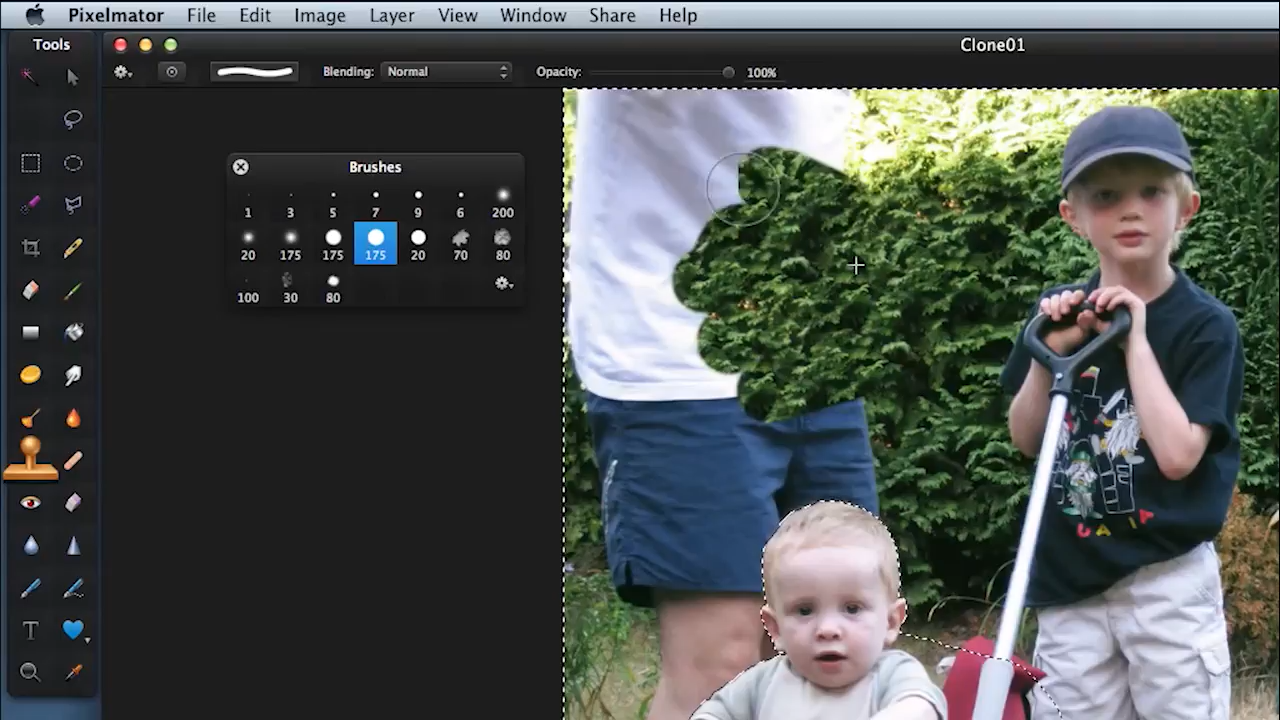 Pixelmator File Edit Image Layer View Window Share Help
Tools
Clone01
Blending: Normal Opacity: 100%
Brushes
1 3 5 7 9 6 200
20 175 175 175 20 70 80
100 30 80
T